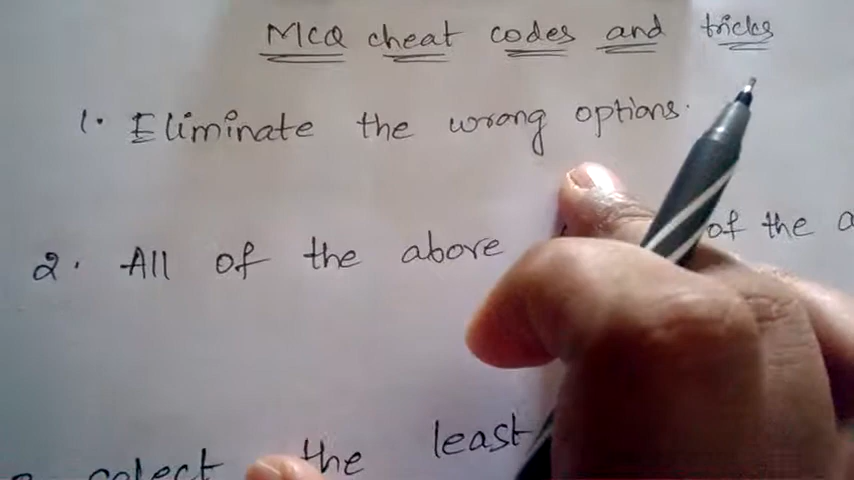 MCQ cheat codes and tricks
1. Eliminate the wrong options.
2. All of the above of the
select the least